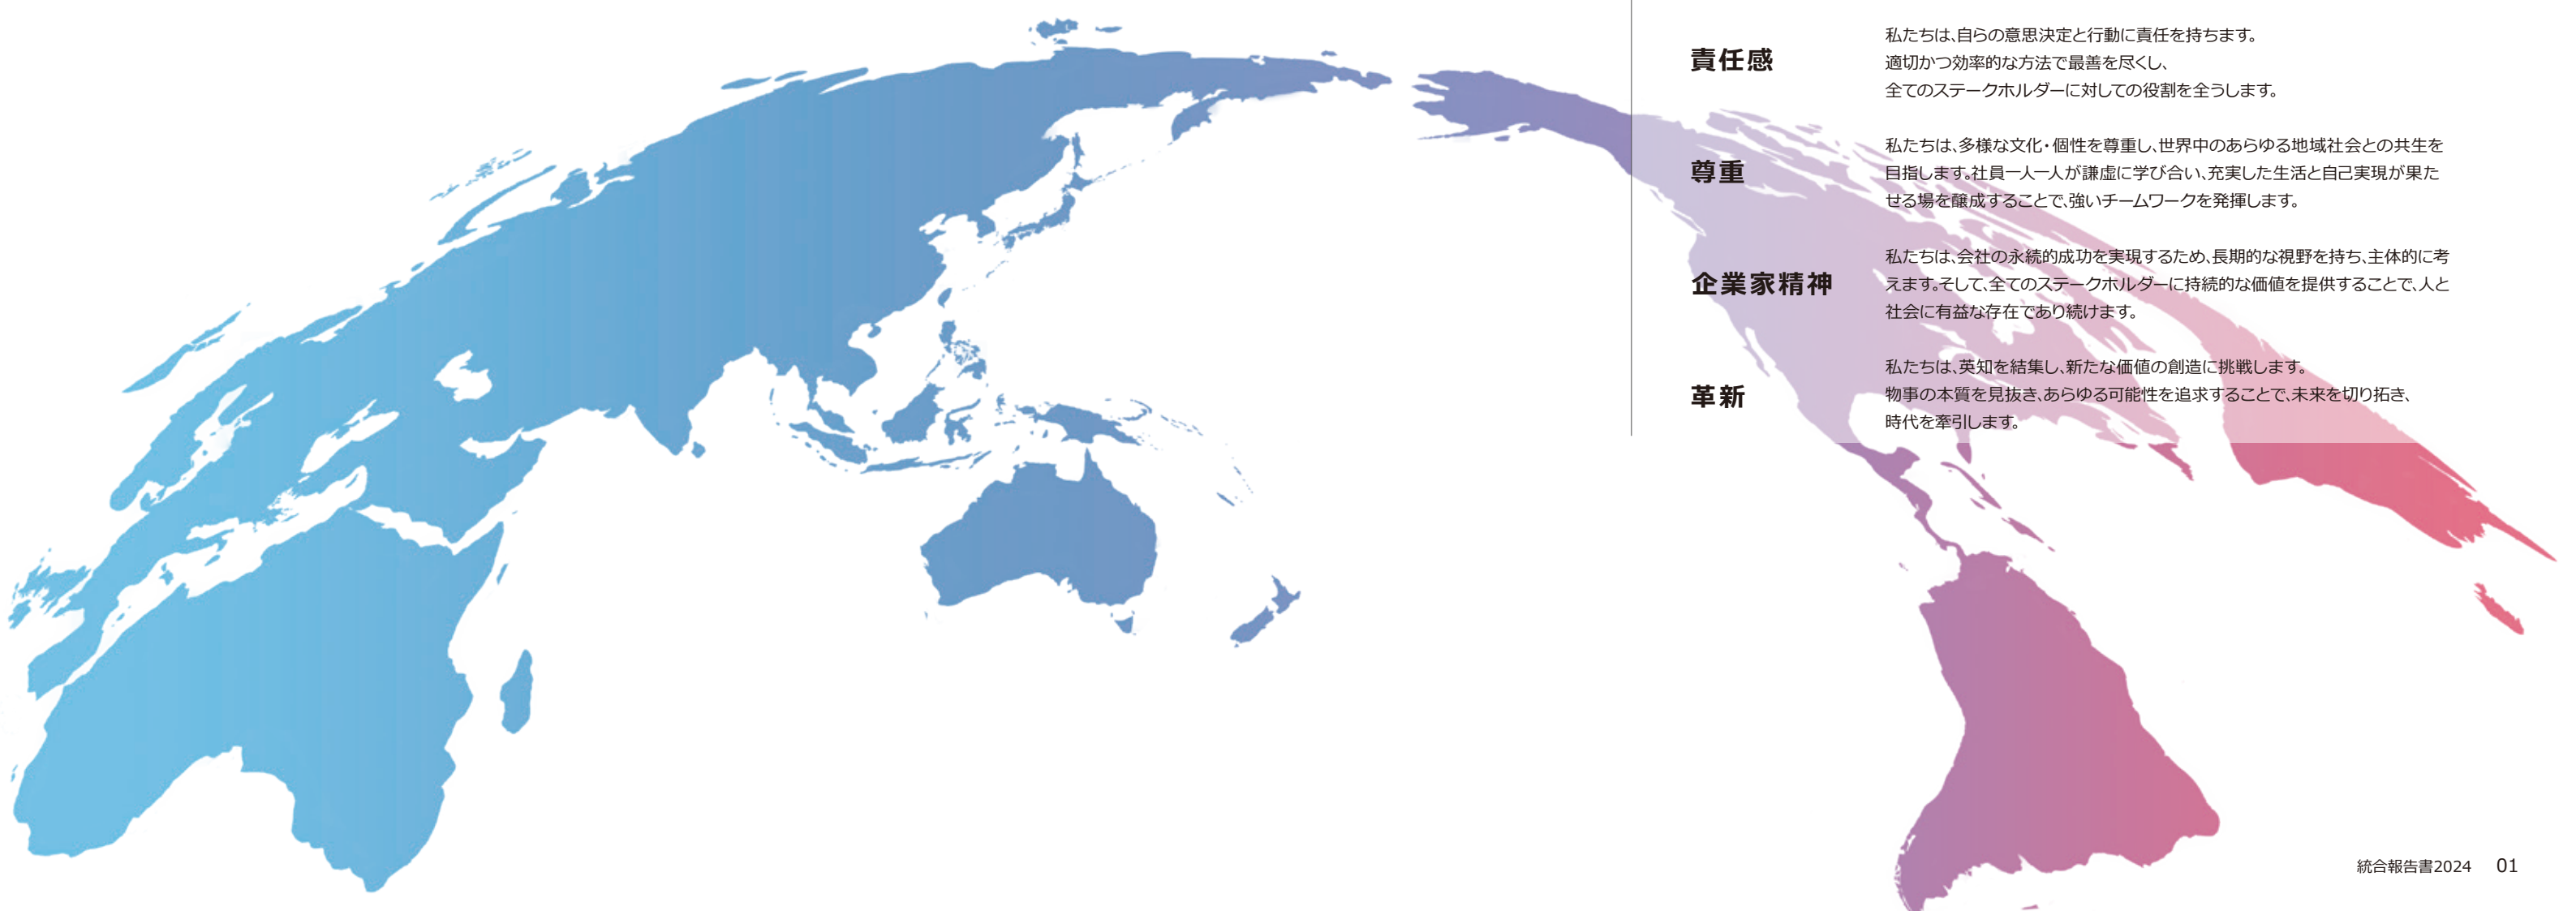 責任感
私たちは、自らの意思決定と行動に責任を持ちます。
適切かつ効率的な方法で最善を尽くし、
全てのステークホルダーに対しての役割を全うします。
尊重
私たちは、多様な文化・個性を尊重し、世界中のあらゆる地域社会との共生を
目指します。社員一人一人が謙虚に学び合い、充実した生活と自己実現が果た
せる場を醸成することで、強いチームワークを発揮します。
企業家精神
私たちは、会社の永続的成功を実現するため、長期的な視野を持ち、主体的に考
えます。そして、全てのステークホルダーに持続的な価値を提供することで、人と
社会に有益な存在であり続けます。
革新
私たちは、英知を結集し、新たな価値の創造に挑戦します。
物事の本質を見抜き、あらゆる可能性を追求することで、未来を切り拓き、
時代を牽引します。
統合報告書2024 01